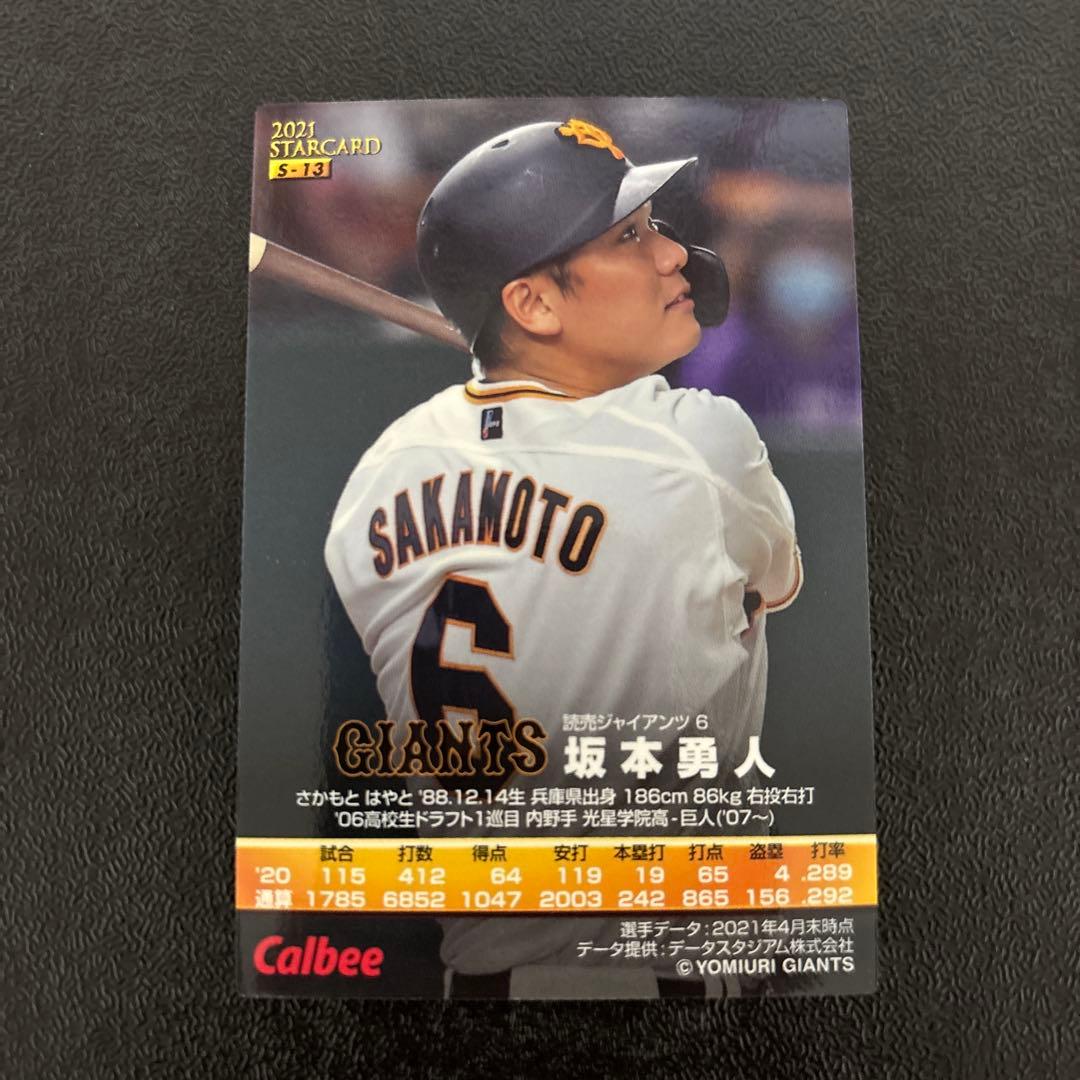 2021
STARCARD
S-13
SAKAMOTO
6
読売ジャイアンツ 6
GIANTS 坂本勇人
さかもと はやと '88.12.14生 兵庫県出身 186cm 86kg 右投右打
'06高校生ドラフト1巡目 内野手 光星学院高-巨人('07〜)
試合 打数 得点 安打 本塁打 打点 盗塁 打率
'20 115 412 64 119 19 65 4 .289
通算 1785 6852 1047 2003 242 865 156 .292
選手データ:2021年4月末時点
データ提供:データスタジアム株式会社
Calbee
©YOMIURI GIANTS